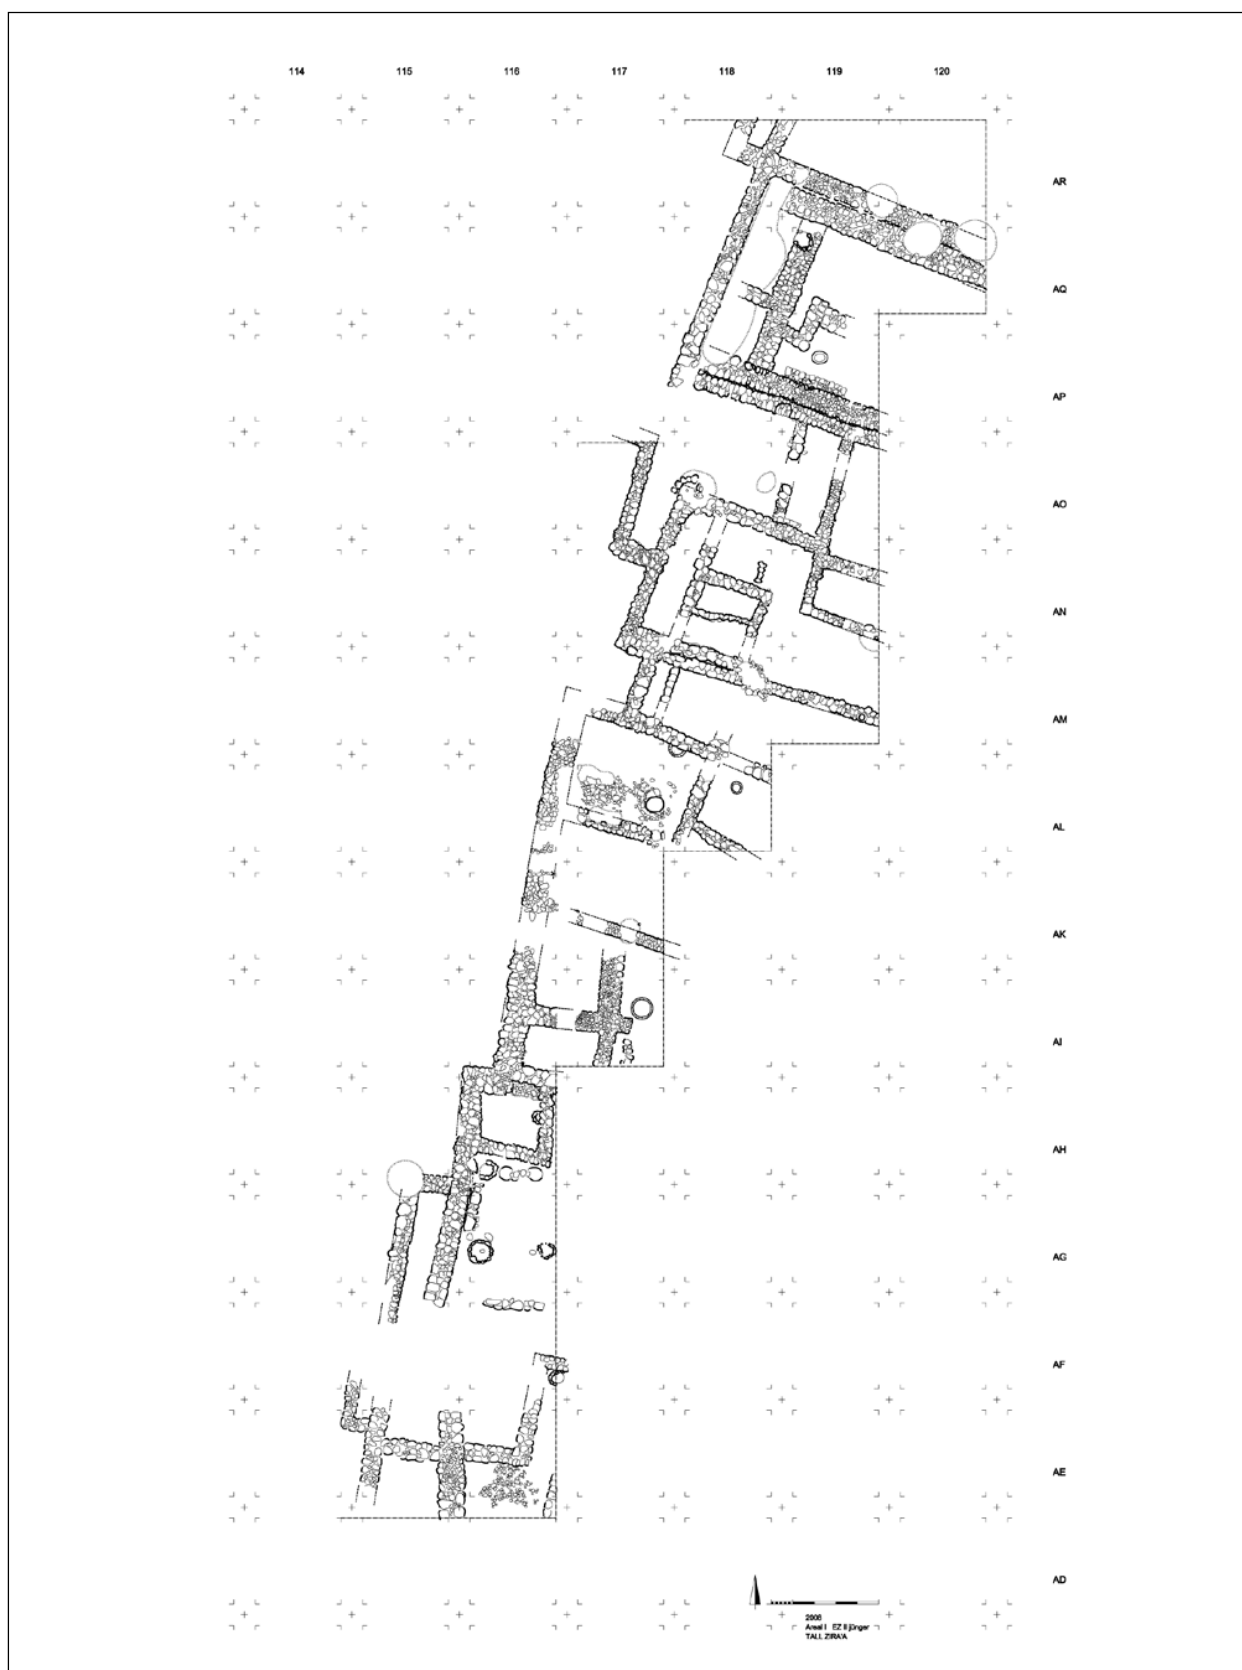 114 115 116 117 118 119 120
AR
AQ
AP
AO
AN
AM
AL
AK
AI
AH
AG
AF
AE
AD
2006
Areal I EZ II jünger
TALL ZIRA'A